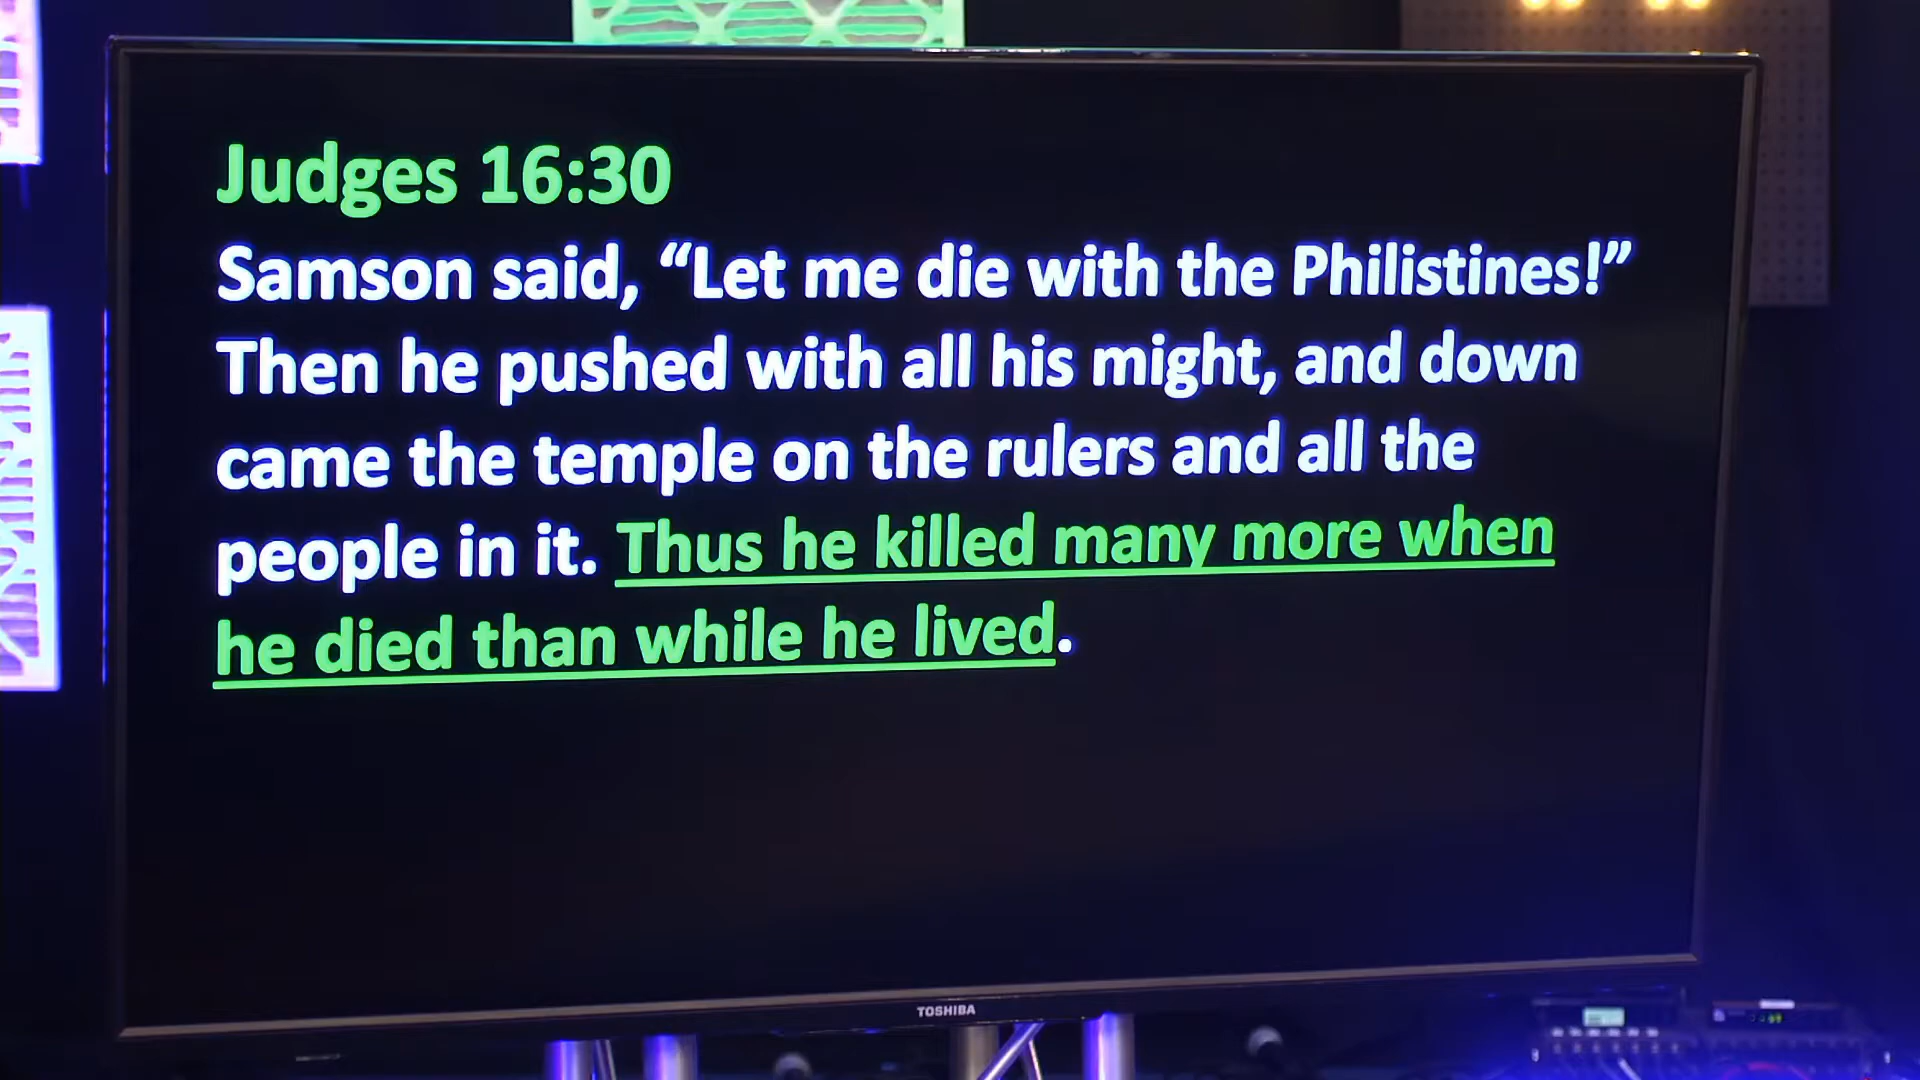 Judges 16:30
Samson said, “Let me die with the Philistines!”
Then he pushed with all his might, and down
came the temple on the rulers and all the
people in it. Thus he killed many more when
he died than while he lived.
TOSHIBA